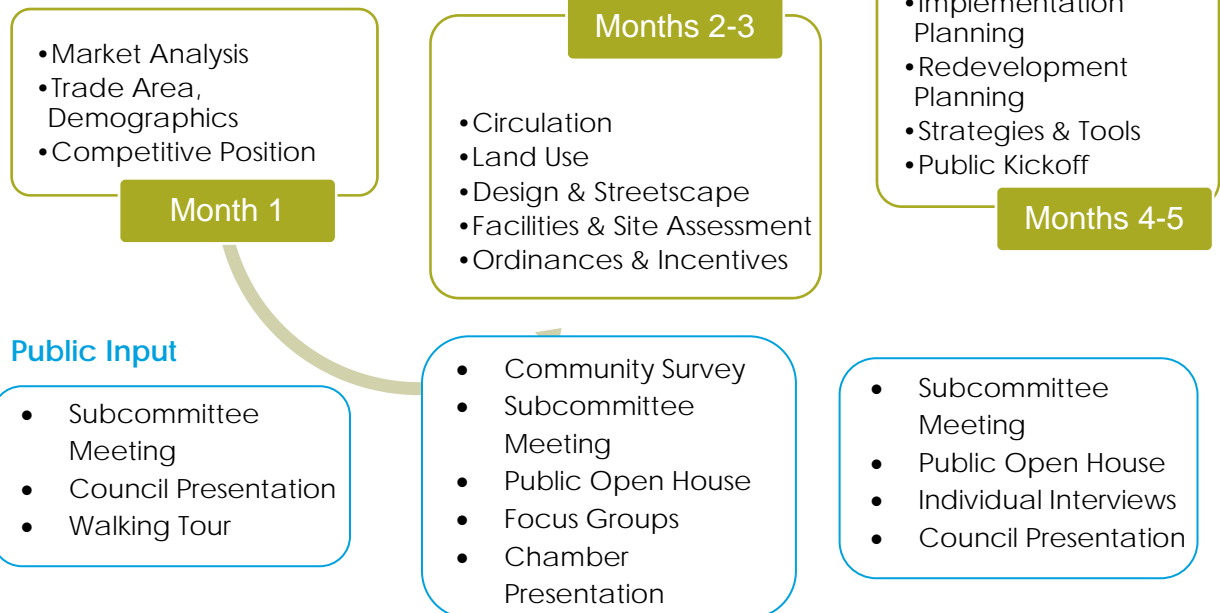 •Market Analysis
•Trade Area,
Demographics
•Competitive Position
Month 1
Months 2-3
•Circulation
•Land Use
•Design & Streetscape
•Facilities & Site Assessment
•Ordinances & Incentives
•Implementation
Planning
•Redevelopment
Planning
•Strategies & Tools
•Public Kickoff
Months 4-5
Public Input
• Subcommittee
Meeting
• Council Presentation
• Walking Tour
• Community Survey
• Subcommittee
Meeting
• Public Open House
• Focus Groups
• Chamber
Presentation
• Subcommittee
Meeting
• Public Open House
• Individual Interviews
• Council Presentation